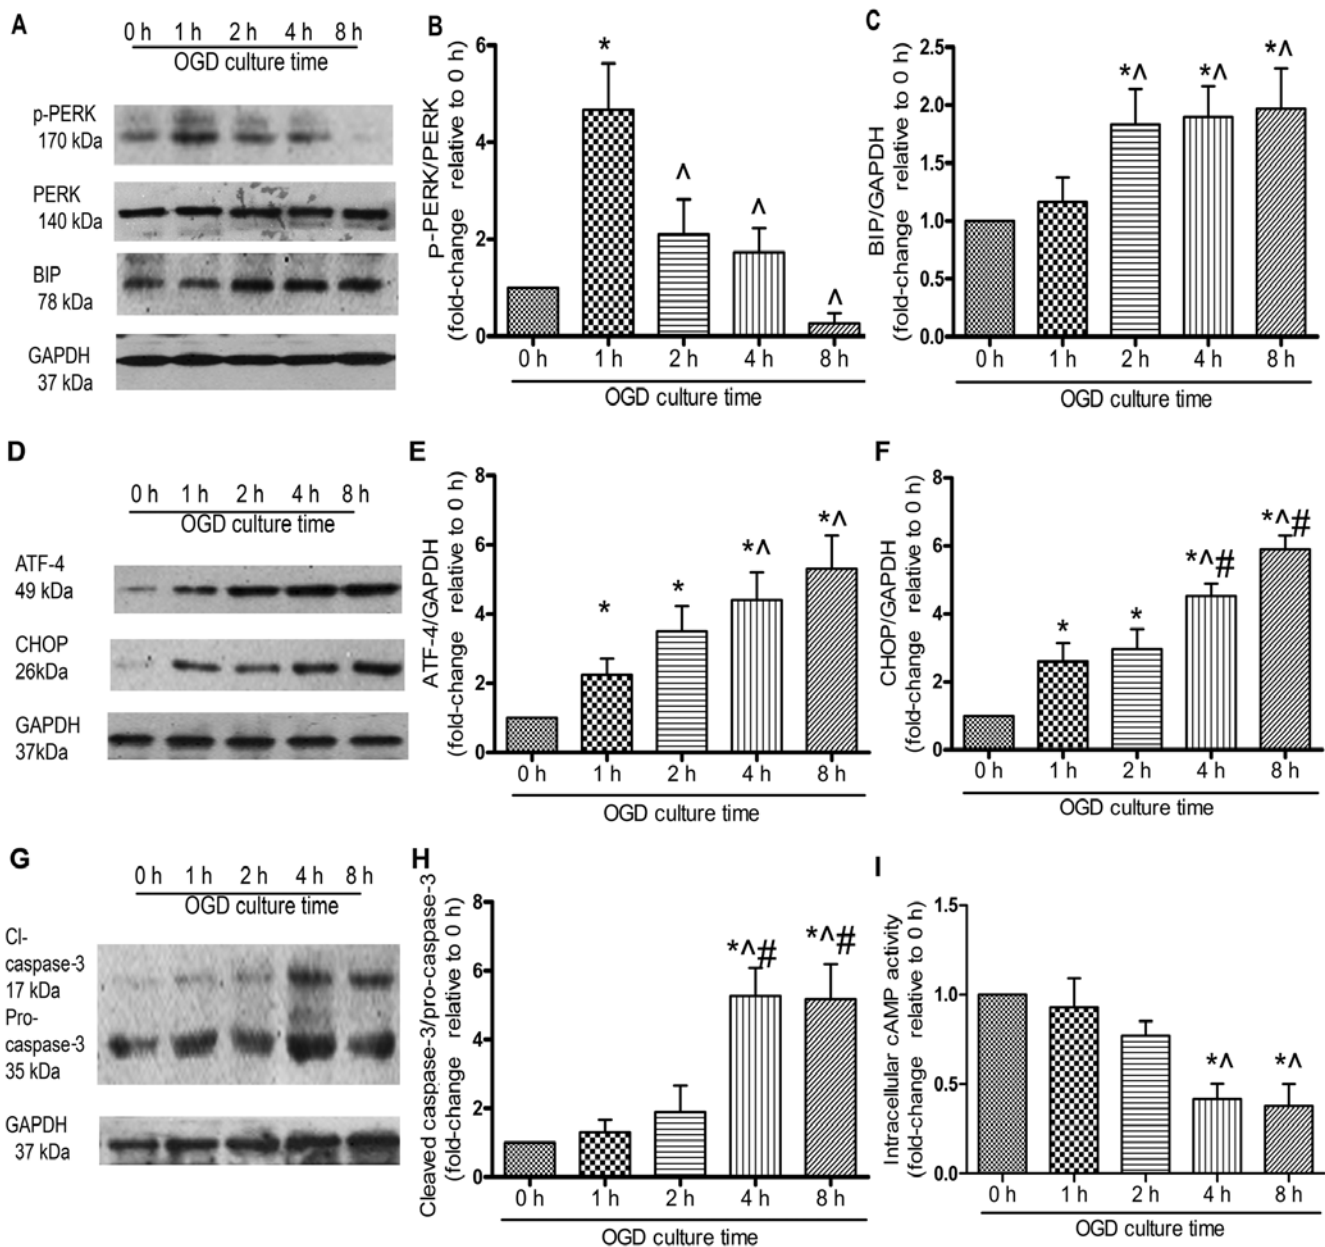 A
0 h 1 h 2 h 4 h 8 h
OGD culture time
p-PERK
170 kDa
PERK
140 kDa
BIP
78 kDa
GAPDH
37 kDa
B
p-PERK/PERK
(fold-change relative to 0 h)
6
4
2
0
*
^
^
^
0 h 1 h 2 h 4 h 8 h
OGD culture time
C
BIP/GAPDH
(fold-change relative to 0 h)
2.5
2.0
1.5
1.0
0.5
0.0
*^
*^
*^
0 h 1 h 2 h 4 h 8 h
OGD culture time
D
0 h 1 h 2 h 4 h 8 h
OGD culture time
ATF-4
49 kDa
CHOP
26kDa
GAPDH
37kDa
E
ATF-4/GAPDH
(fold-change relative to 0 h)
8
6
4
2
0
*
*
*^
*^
0 h 1 h 2 h 4 h 8 h
OGD culture time
F
CHOP/GAPDH
(fold-change relative to 0 h)
8
6
4
2
0
*
*
*^#
*^#
0 h 1 h 2 h 4 h 8 h
OGD culture time
G
0 h 1 h 2 h 4 h 8 h
OGD culture time
Cl-
caspase-3
17 kDa
Pro-
caspase-3
35 kDa
GAPDH
37 kDa
H
Cleaved caspase-3/pro-caspase-3
(fold-change relative to 0 h)
8
6
4
2
0
*^#
*^#
0 h 1 h 2 h 4 h 8 h
OGD culture time
I
Intracellular cAMP activity
(fold-change relative to 0 h)
1.5
1.0
0.5
0.0
*^
*^
0 h 1 h 2 h 4 h 8 h
OGD culture time